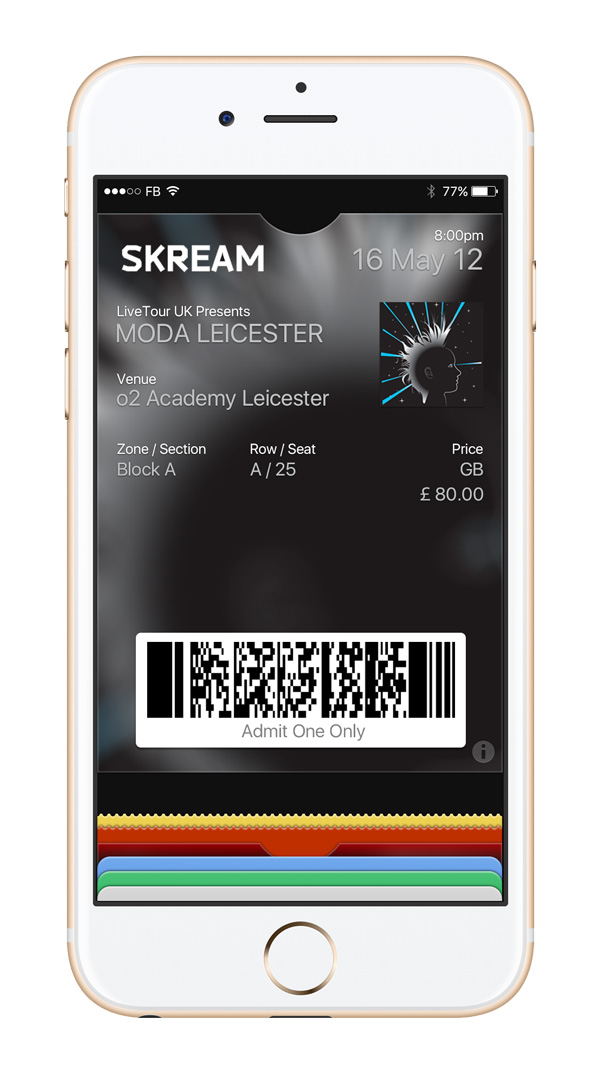 FB 77%
8:00pm
SKREAM 16 May 12
LiveTour UK Presents
MODA LEICESTER
Venue
o2 Academy Leicester
Zone / Section Row / Seat Price
Block A A / 25 GB
£ 80.00
Admit One Only
i